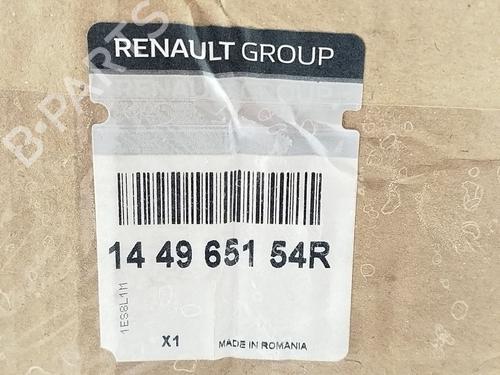 RENAULT GROUP
B-PARTS
14 49 651 54R
1ES8L1M
X1 MADE IN ROMANIA